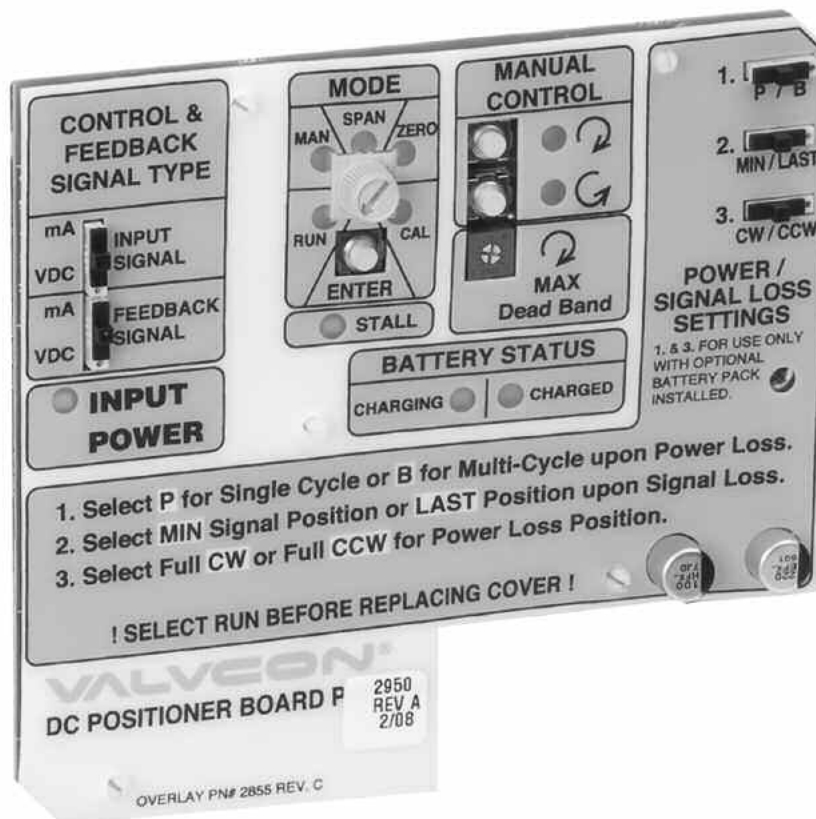 CONTROL &
FEEDBACK
SIGNAL TYPE
mA
INPUT
SIGNAL
VDC
mA
FEEDBACK
SIGNAL
VDC
INPUT
POWER
MODE
SPAN
MAN
ZERO
RUN
CAL
ENTER
STALL
MANUAL
CONTROL
MAX
Dead Band
BATTERY STATUS
CHARGING
CHARGED
1.
P / B
2.
MIN / LAST
3.
CW / CCW
POWER /
SIGNAL LOSS
SETTINGS
1. & 3. FOR USE ONLY
WITH OPTIONAL
BATTERY PACK
INSTALLED.
1. Select P for Single Cycle or B for Multi-Cycle upon Power Loss.
2. Select MIN Signal Position or LAST Position upon Signal Loss.
3. Select Full CW or Full CCW for Power Loss Position.
! SELECT RUN BEFORE REPLACING COVER !
VALVCON®
DC POSITIONER BOARD P
2950
REV A
2/08
OVERLAY PN# 2855 REV. C